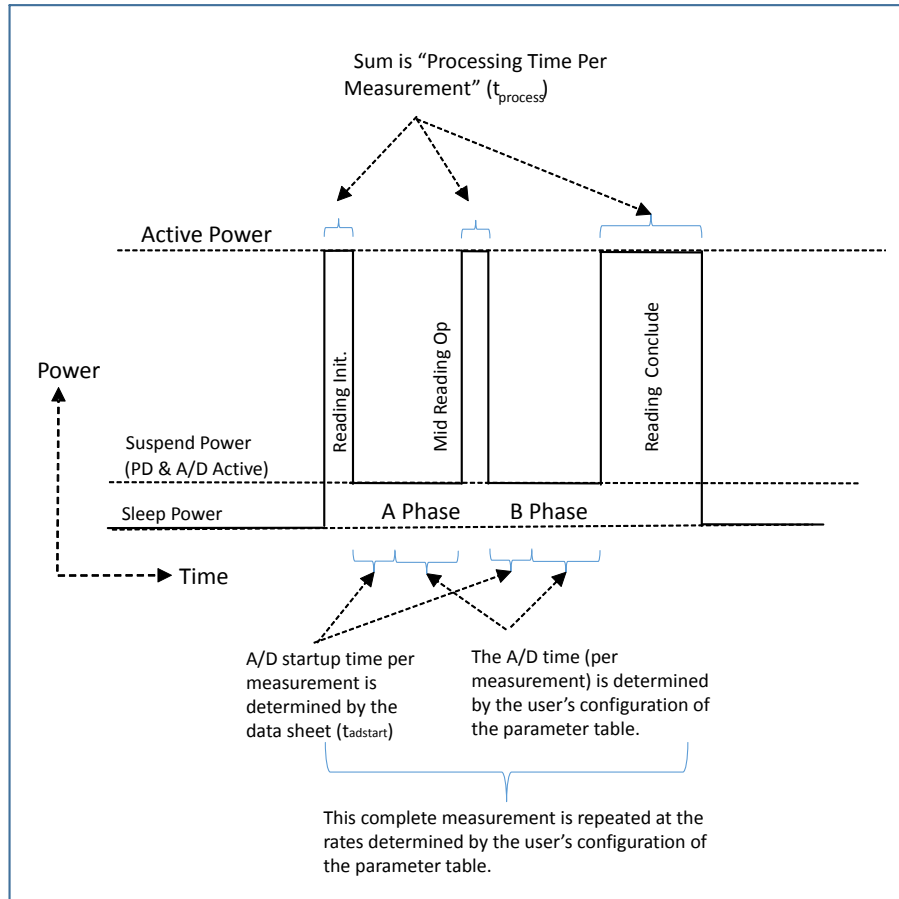 Sum is “Processing Time Per
Measurement” (tprocess)
Active Power
Reading Init.
Mid Reading Op
Reading Conclude
Power
Suspend Power
(PD & A/D Active)
Sleep Power
A Phase
B Phase
Time
A/D startup time per
measurement is
determined by the
data sheet (tadstart)
The A/D time (per
measurement) is determined
by the user’s configuration of
the parameter table.
This complete measurement is repeated at the
rates determined by the user’s configuration of
the parameter table.